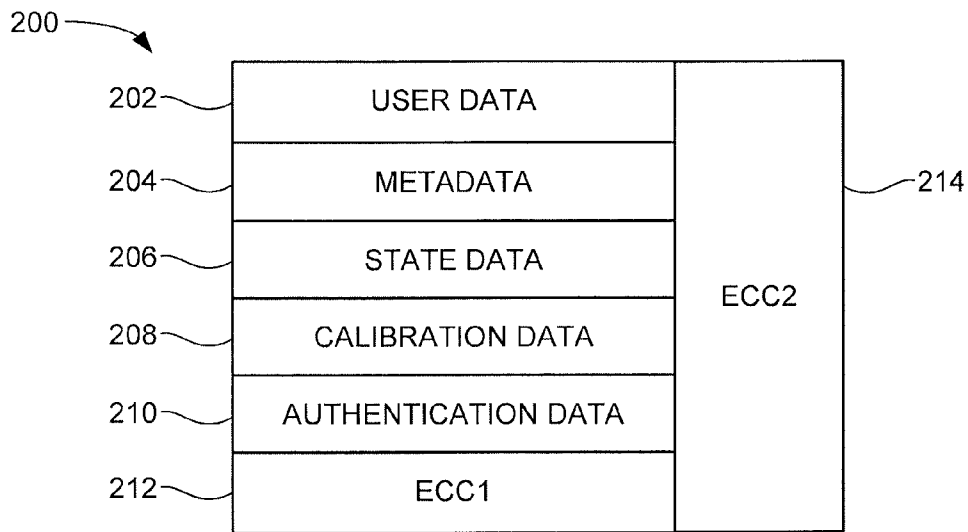 200
202 USER DATA
204 METADATA 214
206 STATE DATA
ECC2
208 CALIBRATION DATA
210 AUTHENTICATION DATA
212 ECC1